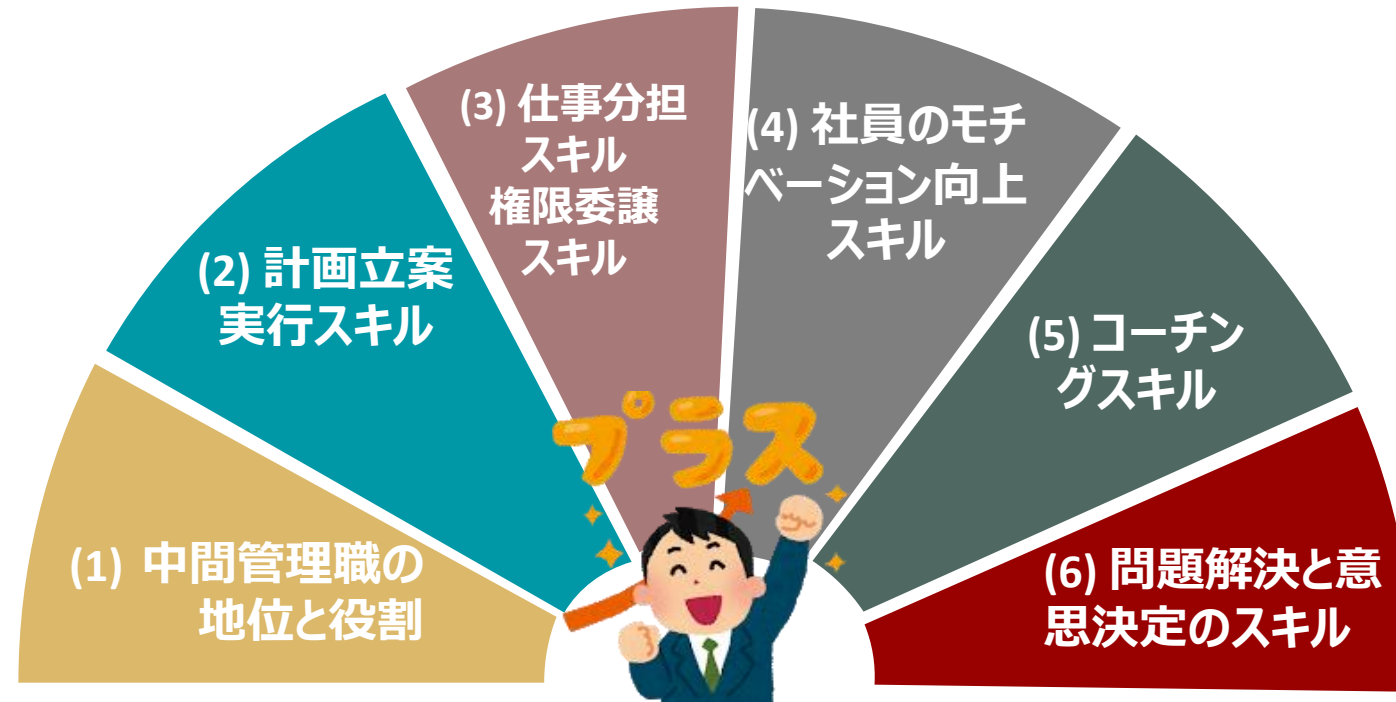 (1) 中間管理職の
地位と役割
(2) 計画立案
実行スキル
(3) 仕事分担
スキル
権限委譲
スキル
(4) 社員のモチ
ベーション向上
スキル
(5) コーチン
グスキル
(6) 問題解決と意
思決定のスキル
プラス